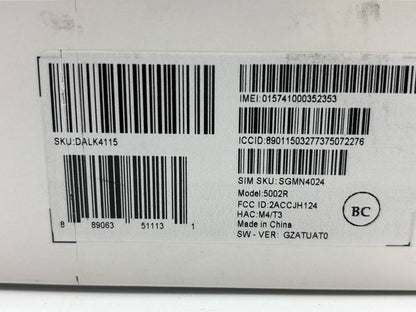 IMEI:015741000352353
SKU:DALK4115
ICCID:89011503277375072276
SIM SKU: SGMN4024
Model:5002R
FCC ID:2ACCJH124
HAC:M4/T3
Made in China
SW - VER: GZATUAT0
BC
8 89063 51113 1